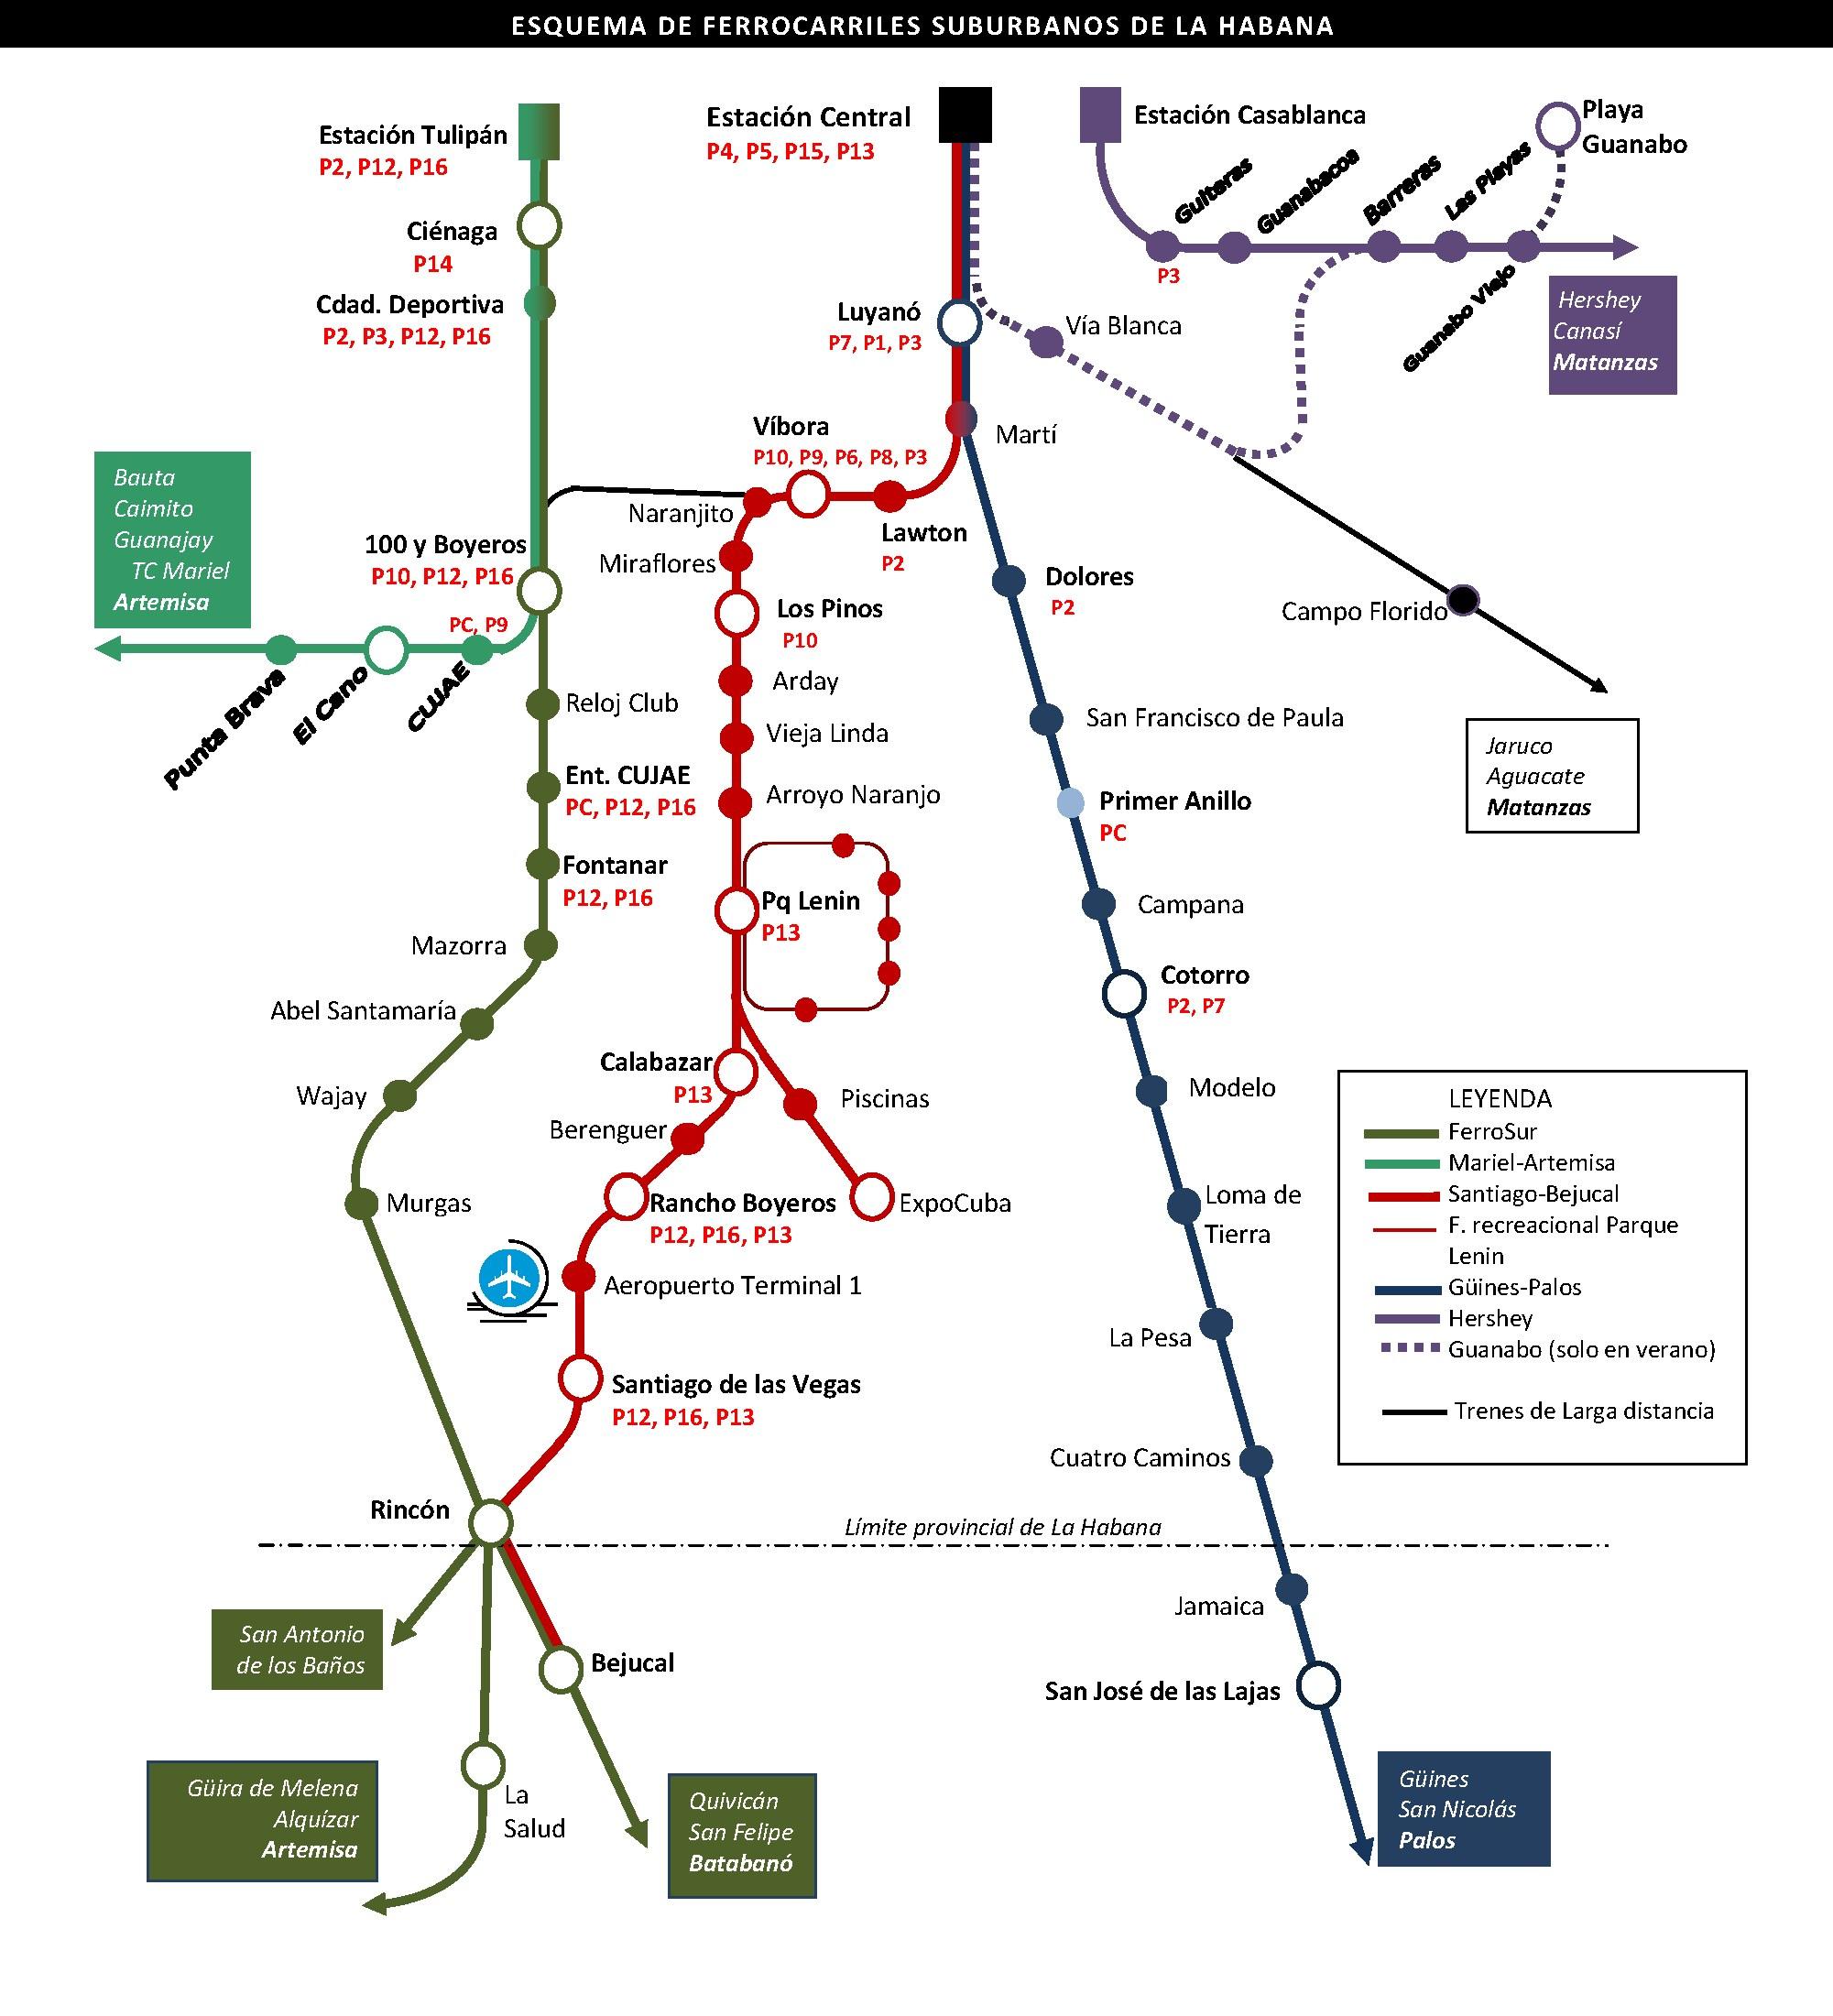 ESQUEMA DE FERROCARRILES SUBURBANOS DE LA HABANA
Estación Tulipán
P2, P12, P16
Ciénaga
P14
Cdad. Deportiva
P2, P3, P12, P16
Bauta
Caimito
Guanajay
TC Mariel
Artemisa
100 y Boyeros
P10, P12, P16
PC, P9
Punta Brava
El Cano
CUJAE
Reloj Club
Ent. CUJAE
PC, P12, P16
Fontanar
P12, P16
Mazorra
Abel Santamaría
Wajay
Murgas
Rincón
San Antonio
de los Baños
Güira de Melena
Alquízar
Artemisa
La
Salud
Bejucal
Quivicán
San Felipe
Batabanó
Estación Central
P4, P5, P15, P13
Luyanó
P7, P1, P3
Martí
Víbora
P10, P9, P6, P8, P3
Lawton
P2
Naranjito
Miraflores
Los Pinos
P10
Arday
Vieja Linda
Arroyo Naranjo
Pq Lenin
P13
Calabazar
P13
Piscinas
ExpoCuba
Berenguer
Rancho Boyeros
P12, P16, P13
Aeropuerto Terminal 1
Santiago de las Vegas
P12, P16, P13
Dolores
P2
San Francisco de Paula
Primer Anillo
PC
Campana
Cotorro
P2, P7
Modelo
Loma de
Tierra
La Pesa
Cuatro Caminos
Límite provincial de La Habana
Jamaica
San José de las Lajas
Güines
San Nicolás
Palos
Estación Casablanca
Guiteras
P3
Guanabacoa
Barreras
Las Playas
Guanabo Viejo
Playa
Guanabo
Hershey
Canasí
Matanzas
Vía Blanca
Campo Florido
Jaruco
Aguacate
Matanzas
LEYENDA
FerroSur
Mariel-Artemisa
Santiago-Bejucal
F. recreacional Parque
Lenin
Güines-Palos
Hershey
Guanabo (solo en verano)
Trenes de Larga distancia